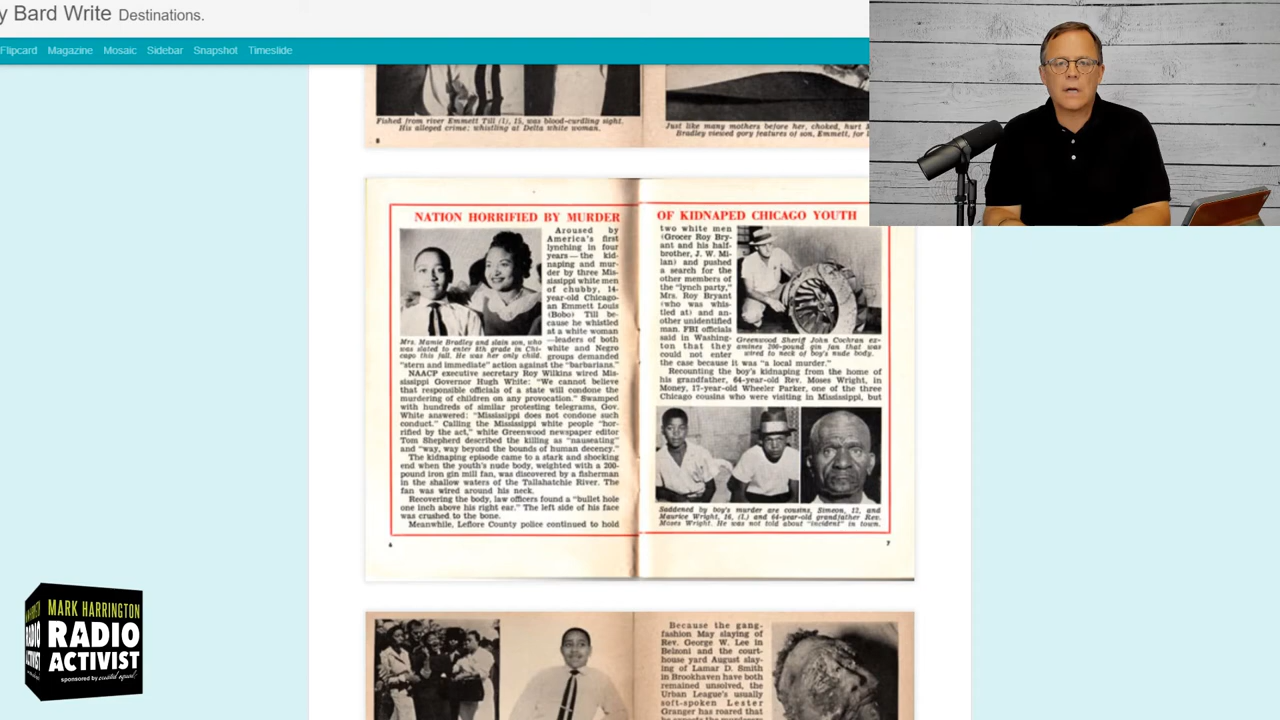 y Bard Write Destinations.
Flipcard Magazine Mosaic Sidebar Snapshot Timeslide
Fished from river Emmett Till (l), 15, was blood-curdling sight.
His alleged crime: whistling at Delta white woman.
8
Just like many mothers before her, choked, hurt
Bradley viewed gory features of son, Emmett, for
NATION HORRIFIED BY MURDER
Aroused by
America's first
lynching in four
years — the kid-
naping and mur-
der by three Mis-
sissippi white men
of chubby, 14-
year-old Chicago-
an Emmett Louis
(Bobo) Till be-
cause he whistled
at a white woman
—leaders of both
white and Negro
groups demanded
Mrs. Mamie Bradley and slain son, who
was slated to enter 8th grade in Chi-
cago this fall. He was her only child.
"stern and immediate" action against the "barbarians."
NAACP executive secretary Roy Wilkins wired Mis-
sissippi Governor Hugh White: "We cannot believe
that responsible officials of a state will condone the
murdering of children on any provocation." Swamped
with hundreds of similar protesting telegrams, Gov.
White answered: "Mississippi does not condone such
conduct." Calling the Mississippi white people "hor-
rified by the act," white Greenwood newspaper editor
Tom Shepherd described the killing as "nauseating"
and "way, way beyond the bounds of human decency."
The kidnaping episode came to a stark and shocking
end when the youth's nude body, weighted with a 200-
pound iron gin mill fan, was discovered by a fisherman
in the shallow waters of the Tallahatchie River. The
fan was wired around his neck.
Recovering the body, law officers found a "bullet hole
one inch above his right ear." The left side of his face
was crushed to the bone.
Meanwhile, Leflore County police continued to hold
6
OF KIDNAPED CHICAGO YOUTH
two white men
(Grocer Roy Bry-
ant and his half-
brother, J. W. Mi-
lan) and pushed
a search for the
other members of
the "lynch party,"
Mrs. Roy Bryant
(who was whis-
tled at) and an-
other unidentified
man. FBI officials
said in Washing-
ton that they
could not enter
Greenwood Sheriff John Cochran ex-
amines 200-pound gin fan that was
wired to neck of boy's nude body.
the case because it was "a local murder."
Recounting the boy's kidnaping from the home of
his grandfather, 64-year-old Rev. Moses Wright, in
Money, 17-year-old Wheeler Parker, one of the three
Chicago cousins who were visiting in Mississippi, but
Saddened by boy's murder are cousins, Simeon, 12, and
Maurice Wright, 16, (l.) and 64-year-old grandfather Rev.
Moses Wright. He was not told about "incident" in town.
7
Because the gang-
fashion May slaying of
Rev. George W. Lee in
Belzoni and the court-
house yard August slay-
ing of Lamar D. Smith
in Brookhaven have both
remained unsolved, the
Urban League's usually
soft-spoken Lester
Granger has roared that
MARK HARRINGTON
RADIO
ACTIVIST
sponsored by created equal